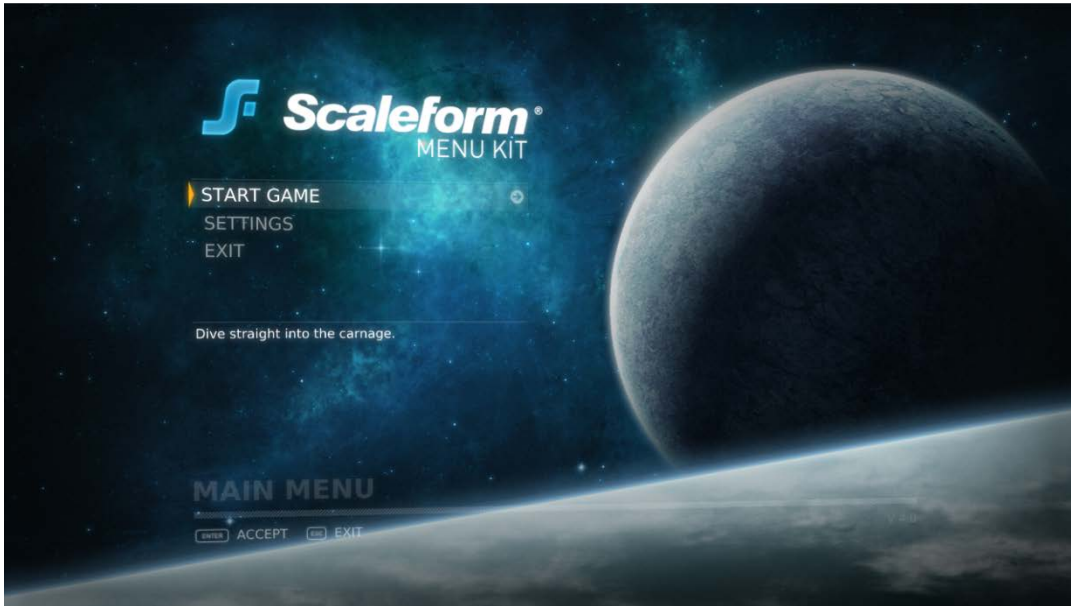 Scaleform®
MENU KIT
START GAME
SETTINGS
EXIT
Dive straight into the carnage.
MAIN MENU
ENTER ACCEPT ESC EXIT